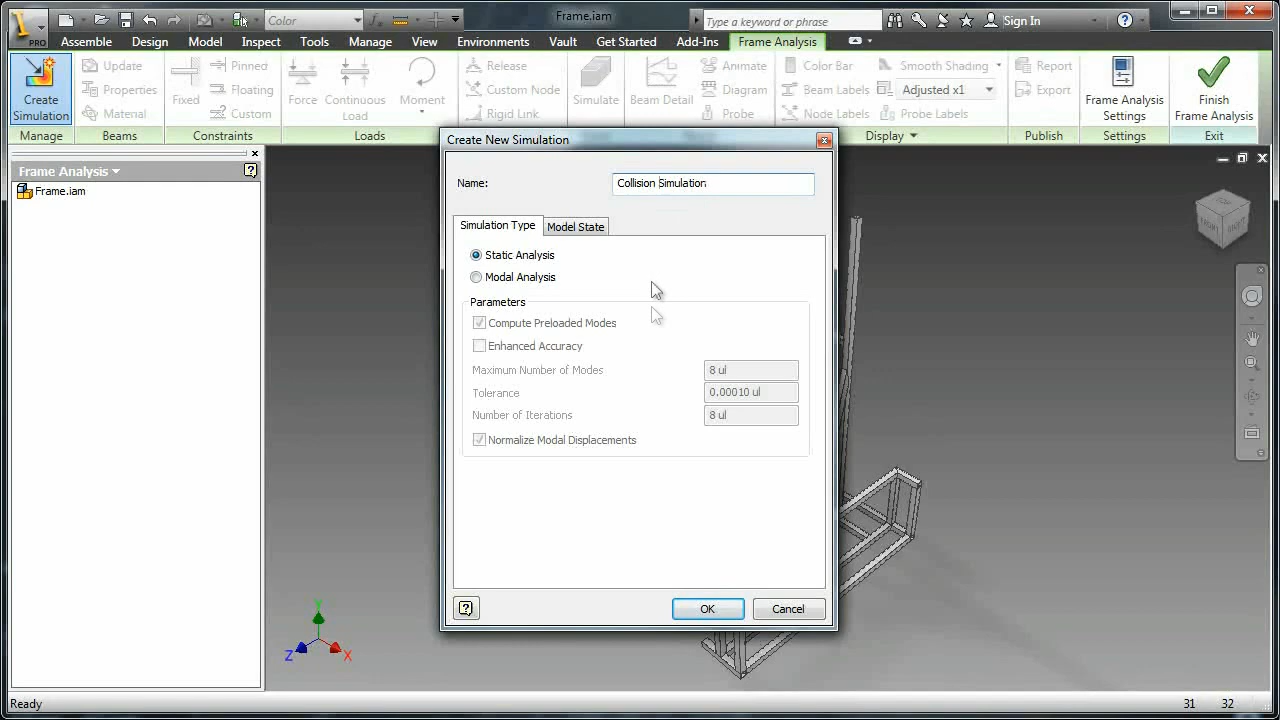 Color
Frame.iam
Type a keyword or phrase
Sign In
PRO
Assemble Design Model Inspect Tools Manage View Environments Vault Get Started Add-Ins Frame Analysis
Create Simulation
Manage
Update
Properties
Material
Beams
Fixed
Pinned
Floating
Custom
Constraints
Force
Continuous Load
Moment
Loads
Release
Custom Node
Rigid Link
Simulate
Beam Detail
Animate
Diagram
Probe
Color Bar
Beam Labels
Node Labels
Smooth Shading
Adjusted x1
Probe Labels
Display
Report
Export
Publish
Frame Analysis Settings
Settings
Finish Frame Analysis
Exit
Frame Analysis
Frame.iam
Create New Simulation
Name:
Collision Simulation
Simulation Type
Model State
Static Analysis
Modal Analysis
Parameters
Compute Preloaded Modes
Enhanced Accuracy
Maximum Number of Modes 8 ul
Tolerance 0.00010 ul
Number of Iterations 8 ul
Normalize Modal Displacements
OK
Cancel
FRONT
RIGHT
Y
Z
X
Ready
31 32